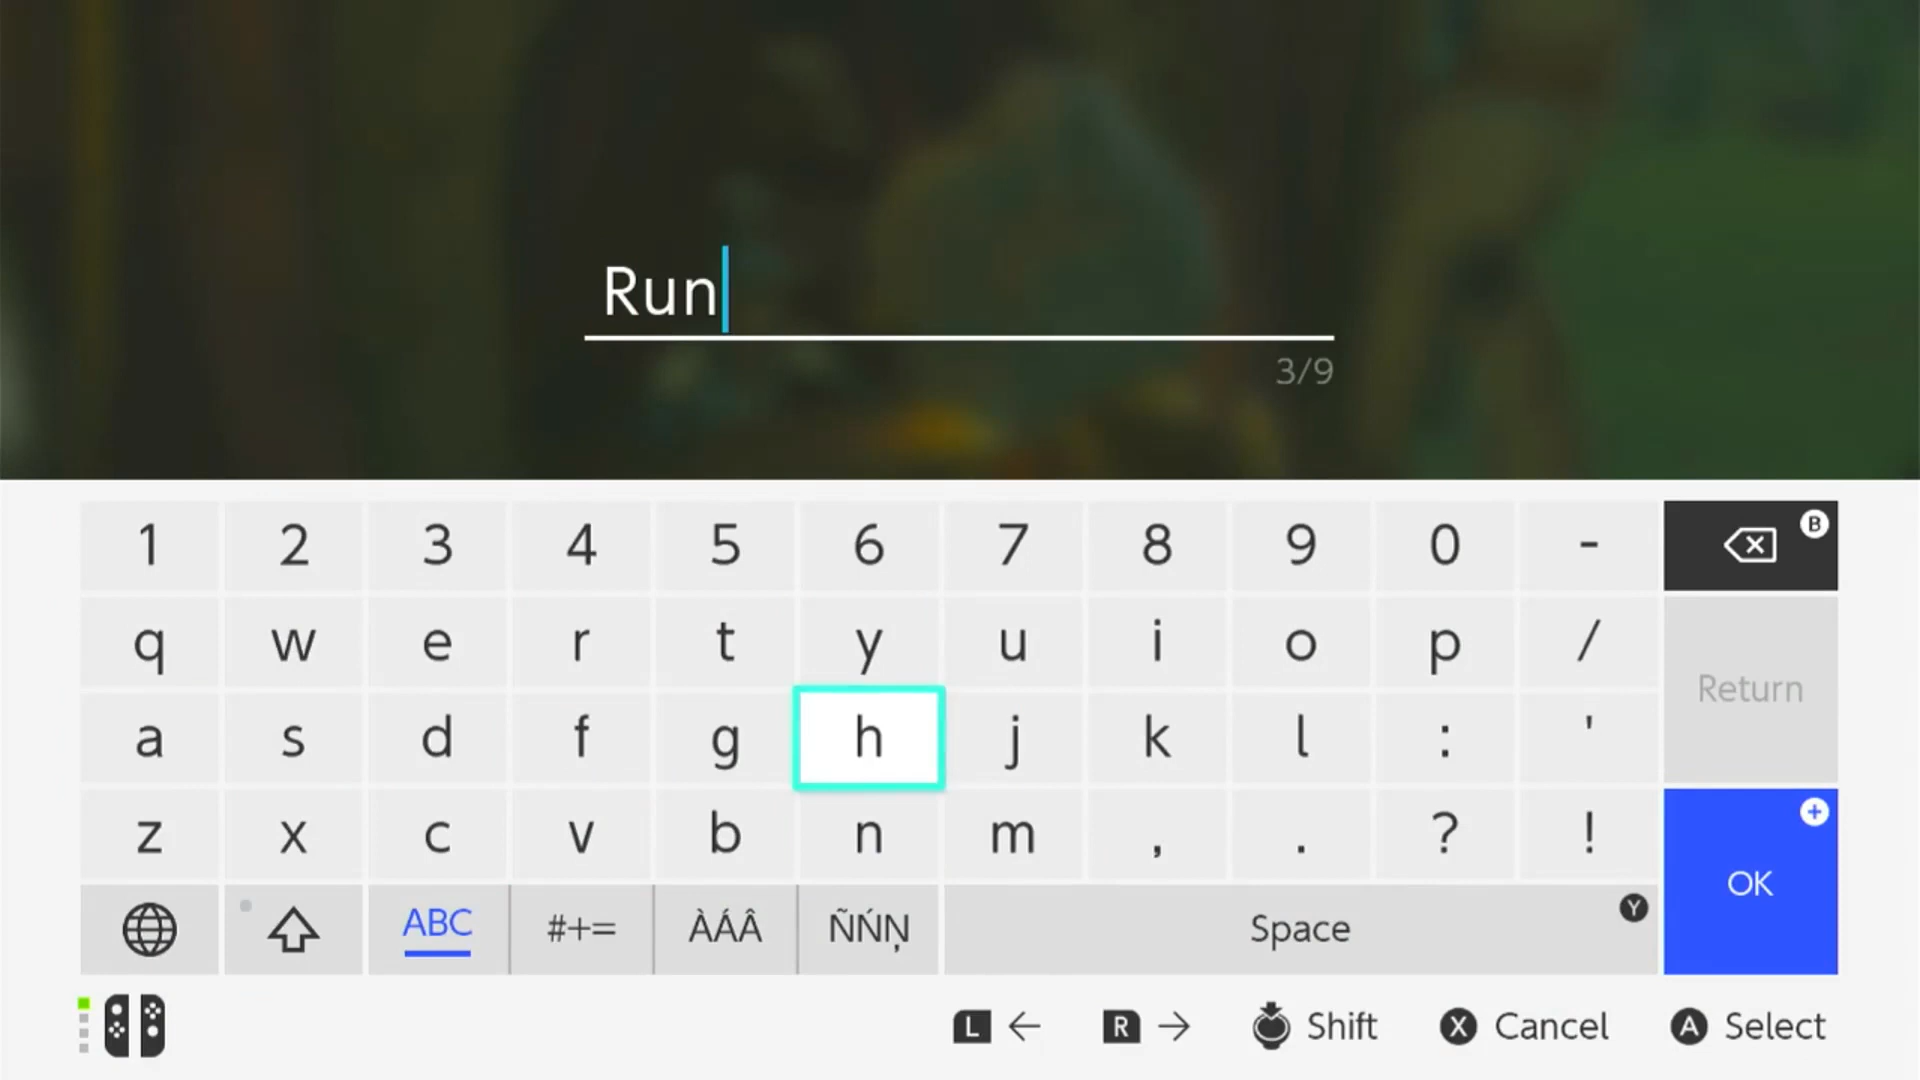 Run
3/9
1 2 3 4 5 6 7 8 9 0 - B
q w e r t y u i o p /
Return
a s d f g h j k l : '
z x c v b n m , . ? ! +
OK
ABC #+= ÀÁÂ ÑŃŅ Space Y
L ← R → Shift X Cancel A Select